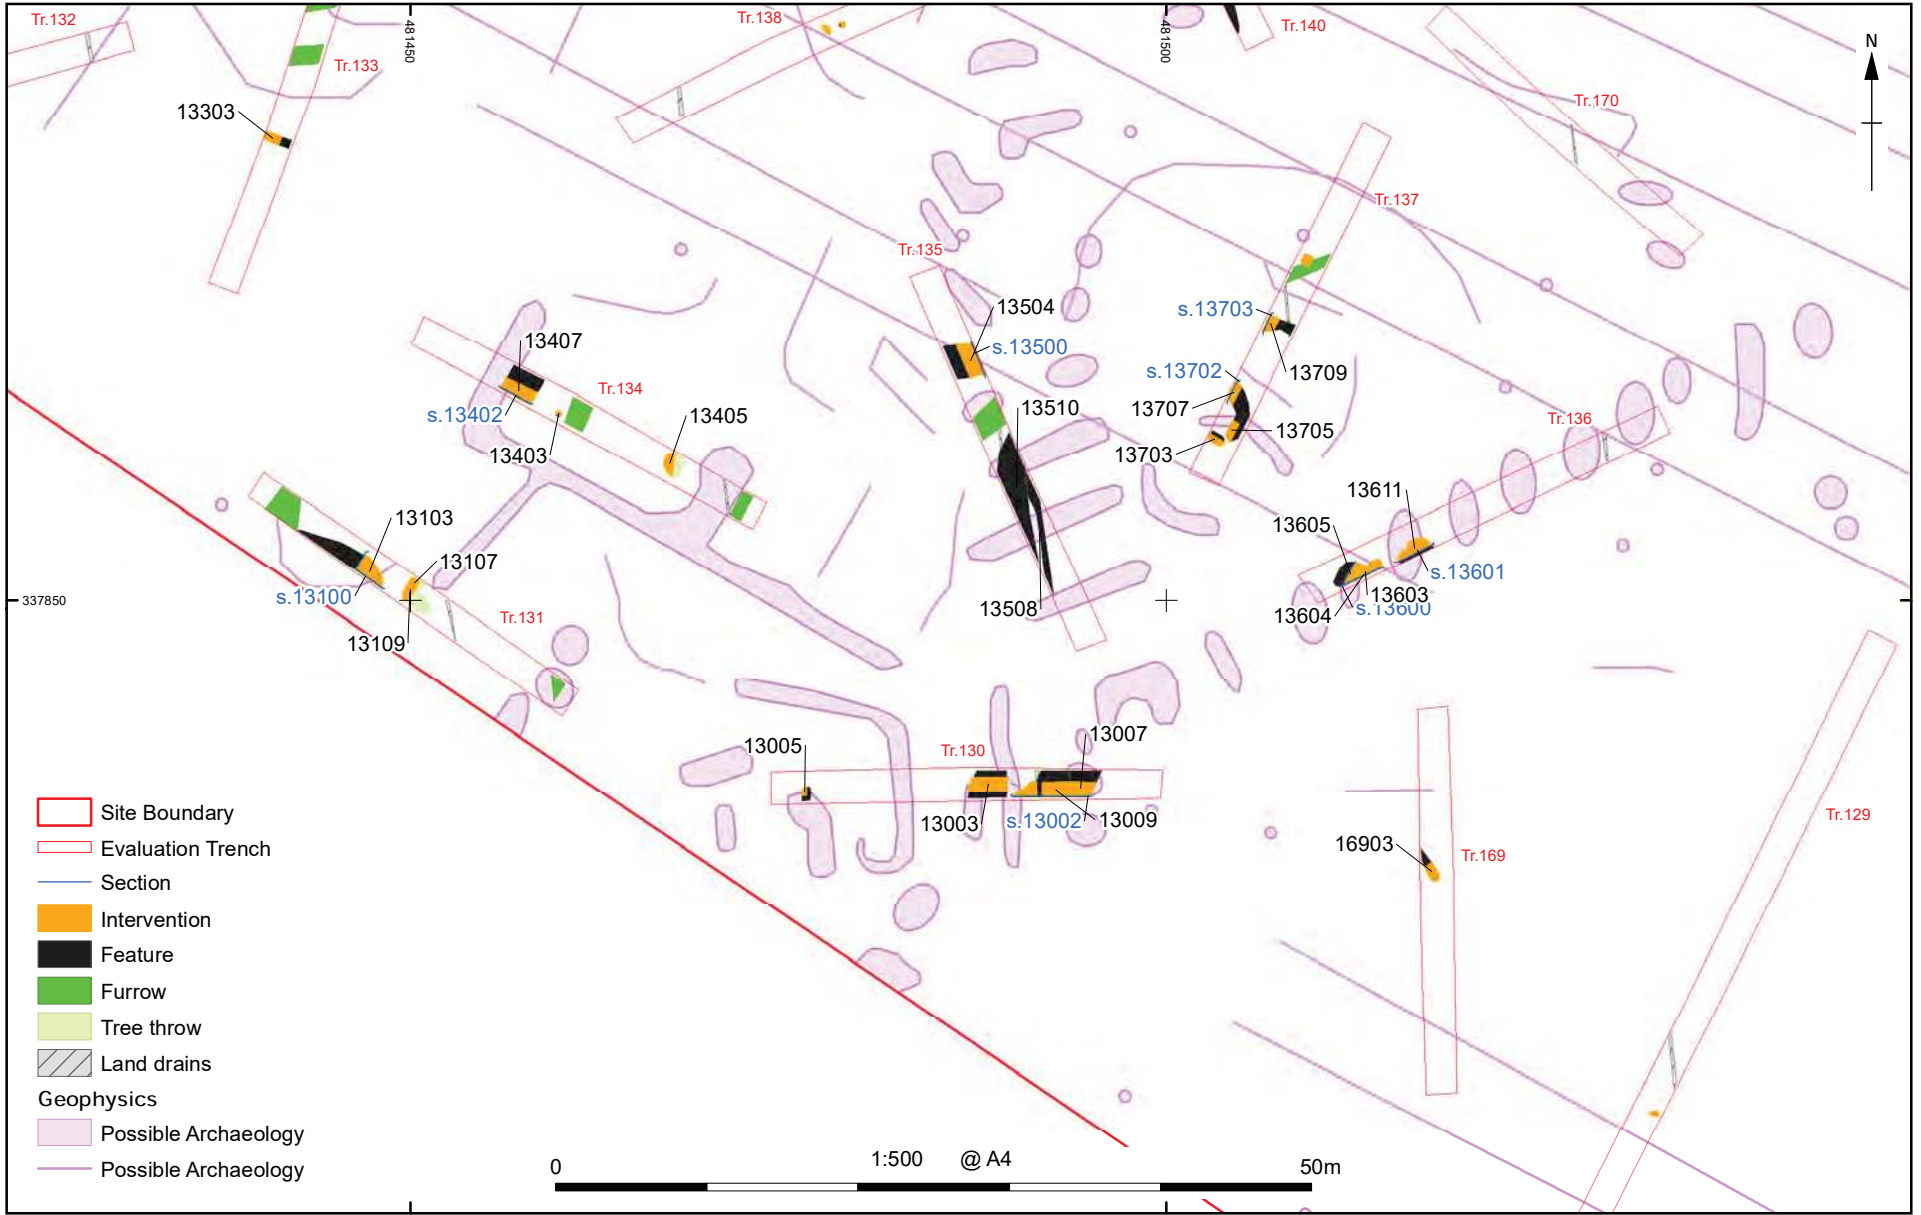 Tr.132
481450
Tr.138
481500
Tr.140
N
Tr.133
Tr.170
13303
Tr.137
Tr.135
13504
s.13703
13407
s.13500
s.13702
13709
Tr.134
s.13402
13405
13510
13707
13705
Tr.136
13403
13703
13611
13103
13605
13107
s.13601
s.13100
337850
Tr.131
13508
13603
s.13600
13604
13109
13007
13005
Tr.130
13003
s.13002
13009
Tr.129
16903
Tr.169
Site Boundary
Evaluation Trench
Section
Intervention
Feature
Furrow
Tree throw
Land drains
Geophysics
Possible Archaeology
Possible Archaeology
0
1:500 @ A4
50m